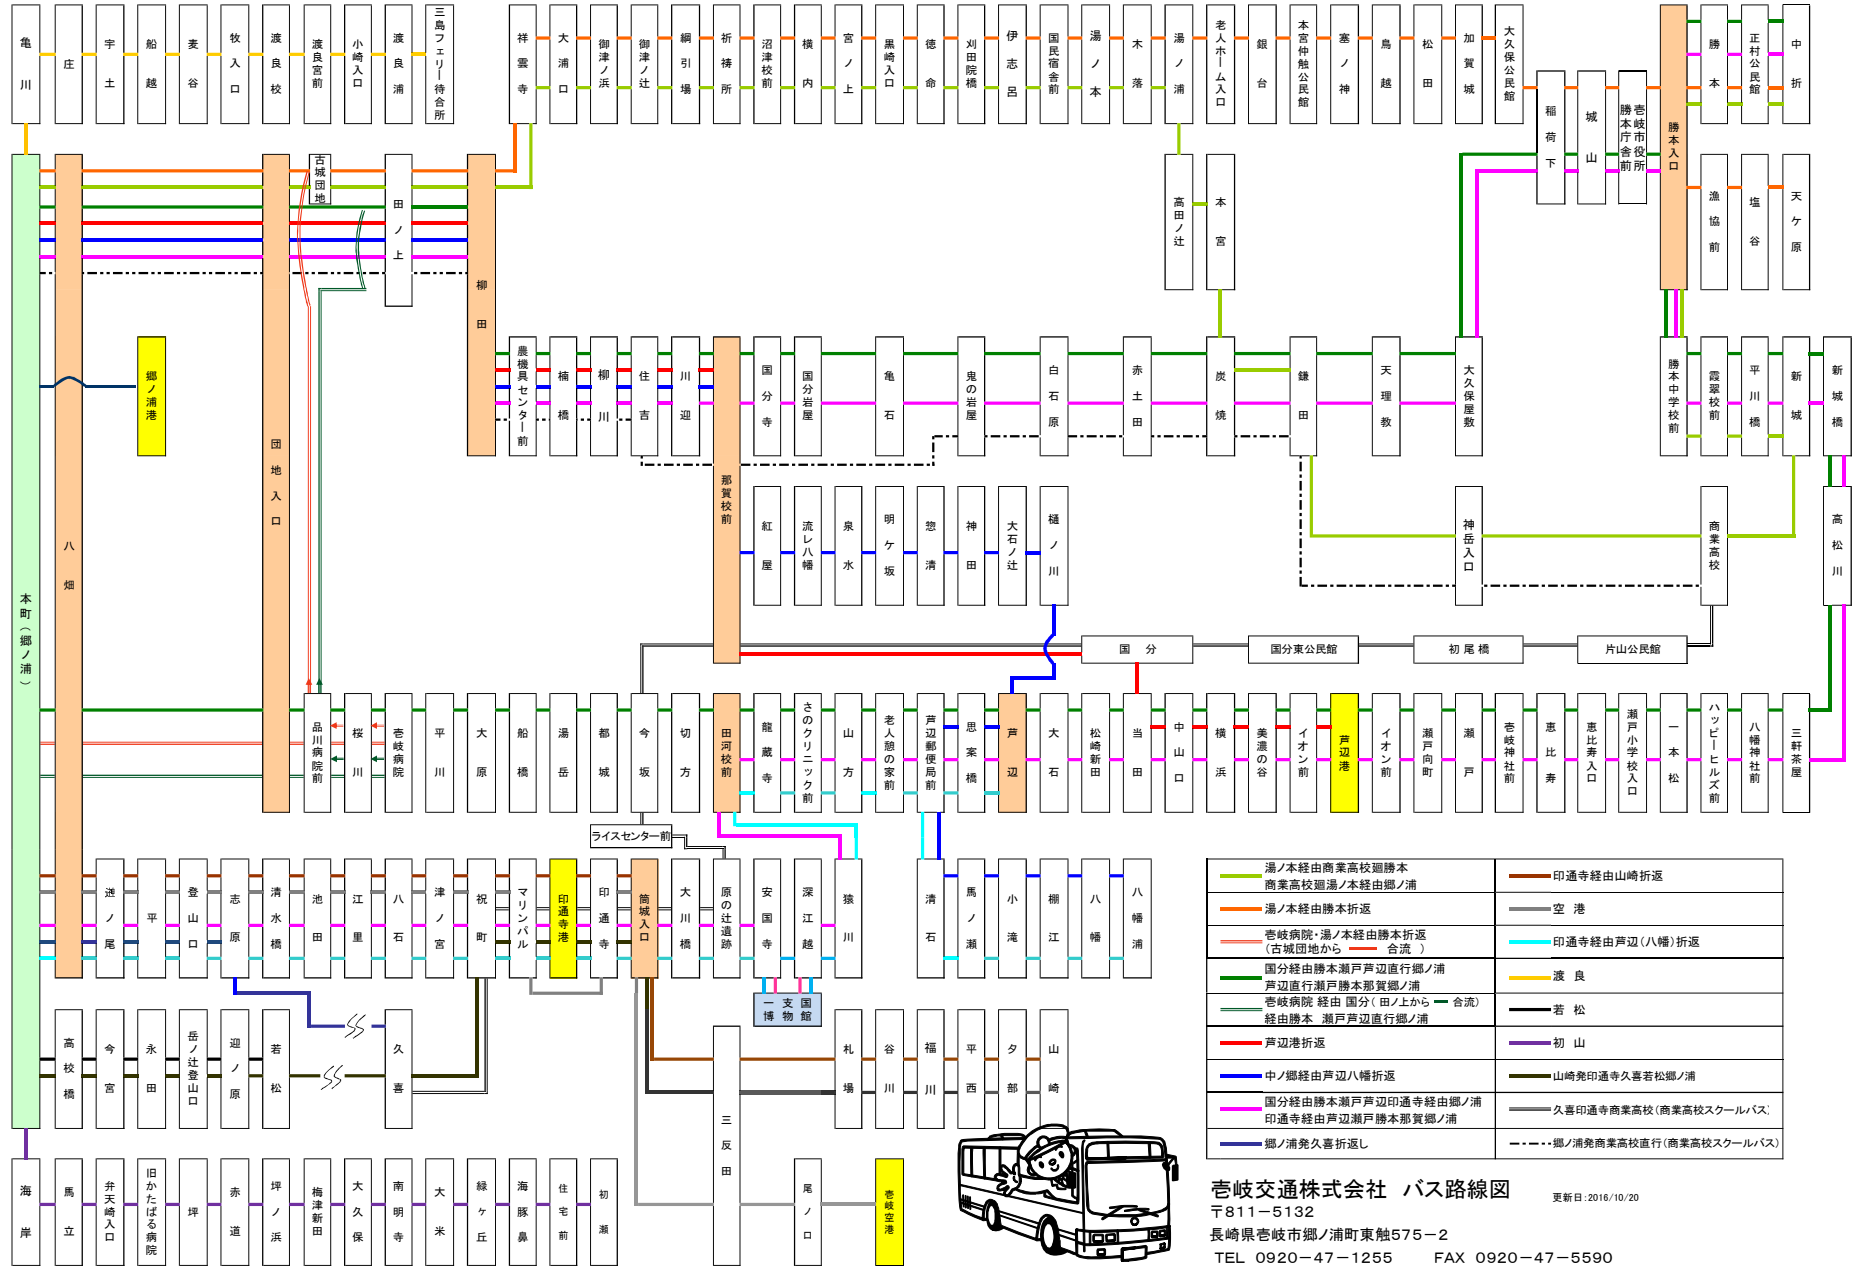 亀川
庄
宇土
船越
麦谷
牧入口
渡良校
渡良宮前
小崎入口
渡良浦
三島フェリー待合所
祥雲寺
大浦口
御津ノ浜
御津ノ辻
綱引場
祈祷所
沼津校前
横内
宮ノ上
黒崎入口
徳命
刈田院橋
伊志呂
国民宿舎前
湯ノ本
木落
湯ノ浦
老人ホーム入口
銀台
本宮仲触公民館
塞ノ神
鳥越
松田
加賀城
大久保公民館
稲荷下
城山
壱岐市役所勝本庁舎前
勝本入口
勝本
正村公民館
中折
漁協前
塩谷
天ケ原
本町(郷ノ浦)
八畑
団地入口
古城団地
田ノ上
柳田
高田ノ辻
本宮
郷ノ浦港
農機具センター前
楠橋
柳川
住吉
川迎
那賀校前
国分寺
国分岩屋
亀石
鬼の岩屋
白石原
赤土田
炭焼
鎌田
天理教
大久保屋敷
勝本中学校前
霞翠校前
平川橋
新城
新城橋
紅屋
流レ八幡
泉水
明ケ坂
惣清
神田
大石ノ辻
樋ノ川
神岳入口
商業高校
高松川
国分
国分東公民館
初尾橋
片山公民館
品川病院前
桜川
壱岐病院
平川
大原
船橋
湯岳
都城
今坂
切方
田河校前
龍蔵寺
さのクリニック前
山方
老人憩の家前
芦辺郵便局前
思案橋
芦辺
大石
松崎新田
当田
中山口
横浜
美濃の谷
イオン前
芦辺港
イオン前
瀬戸向町
瀬戸
壱岐神社前
恵比寿
恵比寿入口
瀬戸小学校入口
一本松
ハッピーヒルズ前
八幡神社前
三軒茶屋
ライスセンター前
逧ノ尾
平
登山口
志原
清水橋
池田
江里
八石
津ノ宮
祝町
マリンパル
印通寺港
印通寺
筒城入口
大川橋
原の辻遺跡
安国寺
深江越
猿川
清石
馬ノ瀬
小滝
棚江
八幡
八幡浦
一支国
博物館
高校橋
今宮
永田
岳ノ辻登山口
迎ノ原
若松
久喜
三反田
札場
谷川
福川
平西
夕部
山崎
海岸
馬立
弁天崎入口
旧かたばる病院
坪
赤道
坪ノ浜
梅津新田
大久保
南明寺
大米
緑ヶ丘
海豚鼻
住宅前
初瀬
尾ノ口
壱岐空港
湯ノ本経由商業高校廻勝本
商業高校廻湯ノ本経由郷ノ浦
湯ノ本経由勝本折返
壱岐病院・湯ノ本経由勝本折返
(古城団地から 合流 )
国分経由勝本瀬戸芦辺直行郷ノ浦
芦辺直行瀬戸勝本那賀郷ノ浦
壱岐病院 経由 国分( 田ノ上から 合流)
経由勝本 瀬戸芦辺直行郷ノ浦
芦辺港折返
中ノ郷経由芦辺八幡折返
国分経由勝本瀬戸芦辺印通寺経由郷ノ浦
印通寺経由芦辺瀬戸勝本那賀郷ノ浦
郷ノ浦発久喜折返し
印通寺経由山崎折返
空港
印通寺経由芦辺(八幡)折返
渡良
若松
初山
山崎発印通寺久喜若松郷ノ浦
久喜印通寺商業高校(商業高校スクールバス)
郷ノ浦発商業高校直行(商業高校スクールバス)
壱岐交通株式会社 バス路線図
更新日:2016/10/20
〒811-5132
長崎県壱岐市郷ノ浦町東触575-2
TEL 0920-47-1255 FAX 0920-47-5590